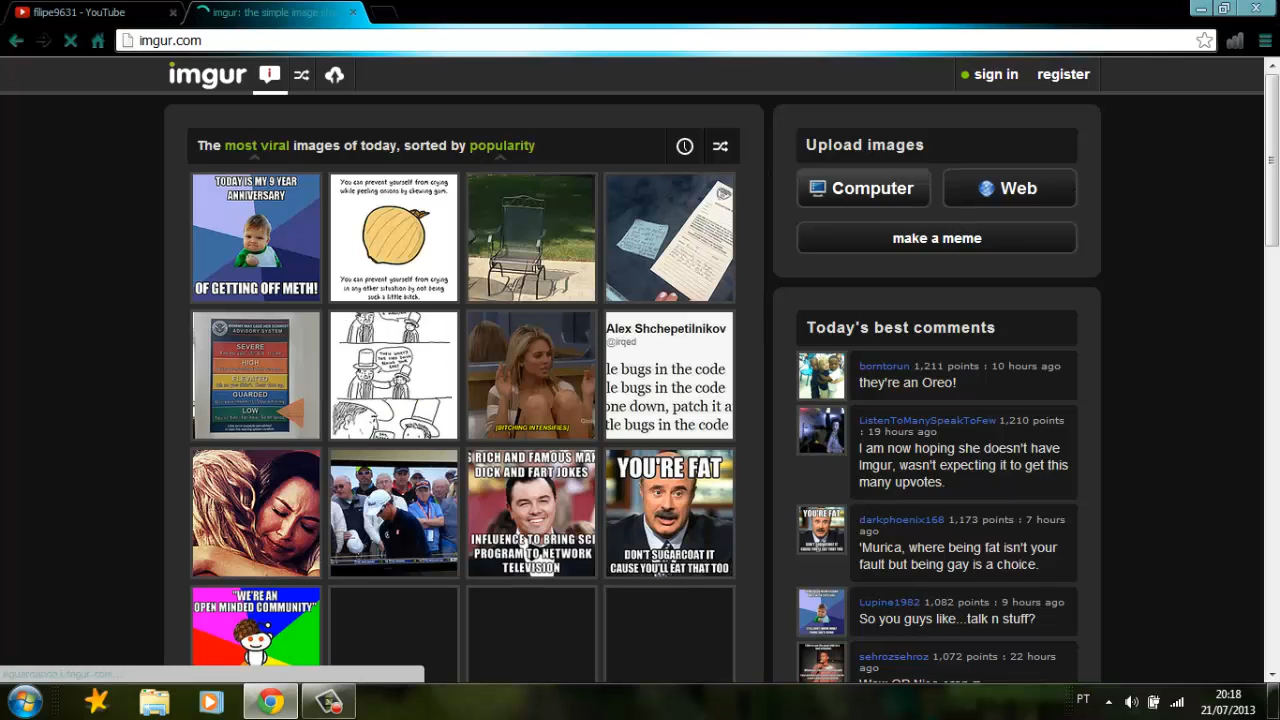 filipe9631 - YouTube
imgur: the simple image sh
imgur.com
imgur
sign in
register
The most viral images of today, sorted by popularity
Upload images
Computer
Web
make a meme
TODAY IS MY 9 YEAR
ANNIVERSARY
OF GETTING OFF METH!
You can prevent yourself from crying
while peeling onions by chewing gum.
You can prevent yourself from crying
in any other situation by not being
such a little bitch.
Today's best comments
borntorun 1,211 points : 10 hours ago
they're an Oreo!
ListenToManySpeakToFew 1,210
points : 19 hours ago
I am now hoping she doesn't have
Imgur, wasn't expecting it to get this
many upvotes.
darkphoenix168 1,173 points : 7 hours
ago
'Murica, where being fat isn't your
fault but being gay is a choice.
Lupine1982 1,082 points : 9 hours ago
So you guys like...talk n stuff?
sehrozsehroz 1,072 points : 22 hours
ago
ADVISORY SYSTEM
SEVERE
HIGH
ELEVATED
GUARDED
LOW
[BITCHING INTENSIFIES]
Alex Shchepetilnikov
@irqed
le bugs in the code
le bugs in the code
one down, patch it a
tle bugs in the code
S RICH AND FAMOUS MA
DICK AND FART JOKES
INFLUENCE TO BRING SCI
PROGRAM TO NETWORK
TELEVISION
YOU'RE FAT
DON'T SUGARCOAT IT
CAUSE YOU'LL EAT THAT TOO
"WE'RE AN
OPEN MINDED COMMUNITY"
PT
20:18
21/07/2013